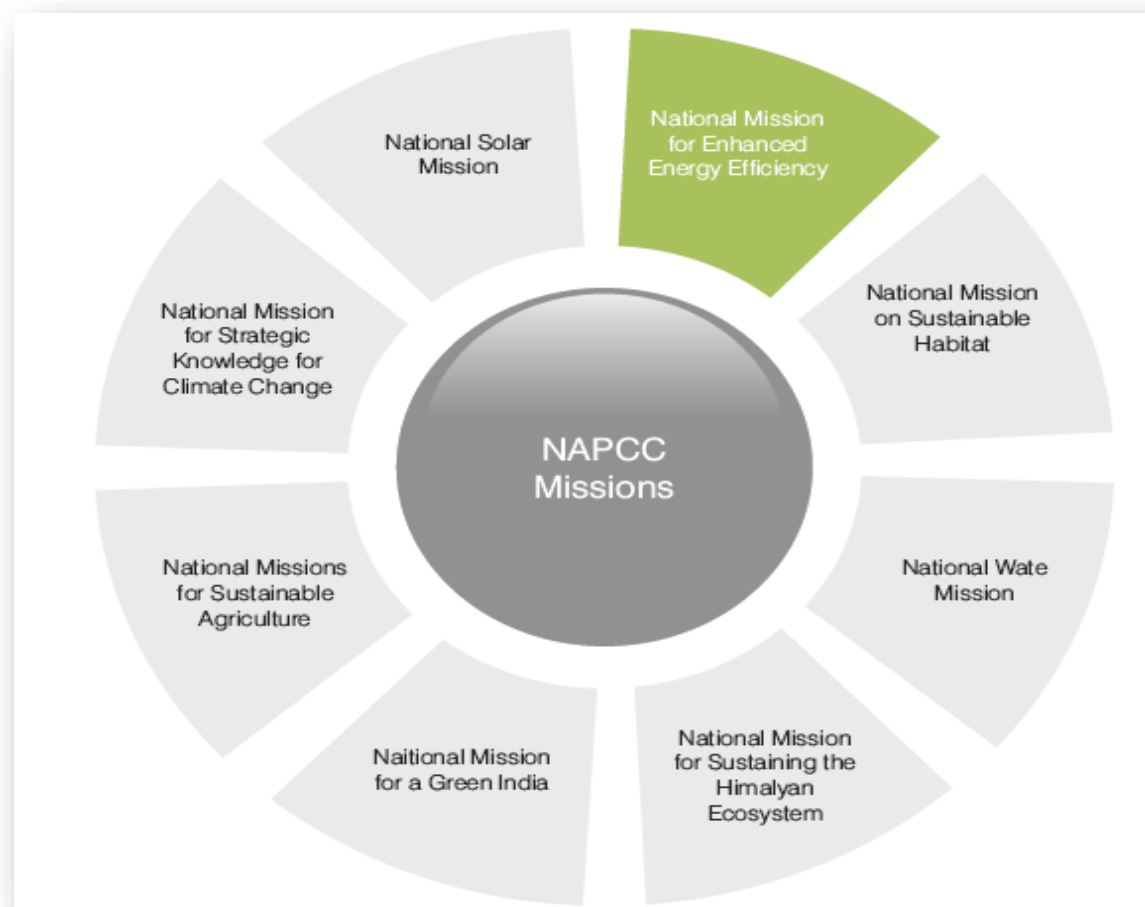 National Solar
Mission
National Mission
for Enhanced
Energy Efficiency
National Mission
on Sustainable
Habitat
National Wate
Mission
National Mission
for Sustaining the
Himalyan
Ecosystem
Naitional Mission
for a Green India
National Missions
for Sustainable
Agriculture
National Mission
for Strategic
Knowledge for
Climate Change
NAPCC
Missions